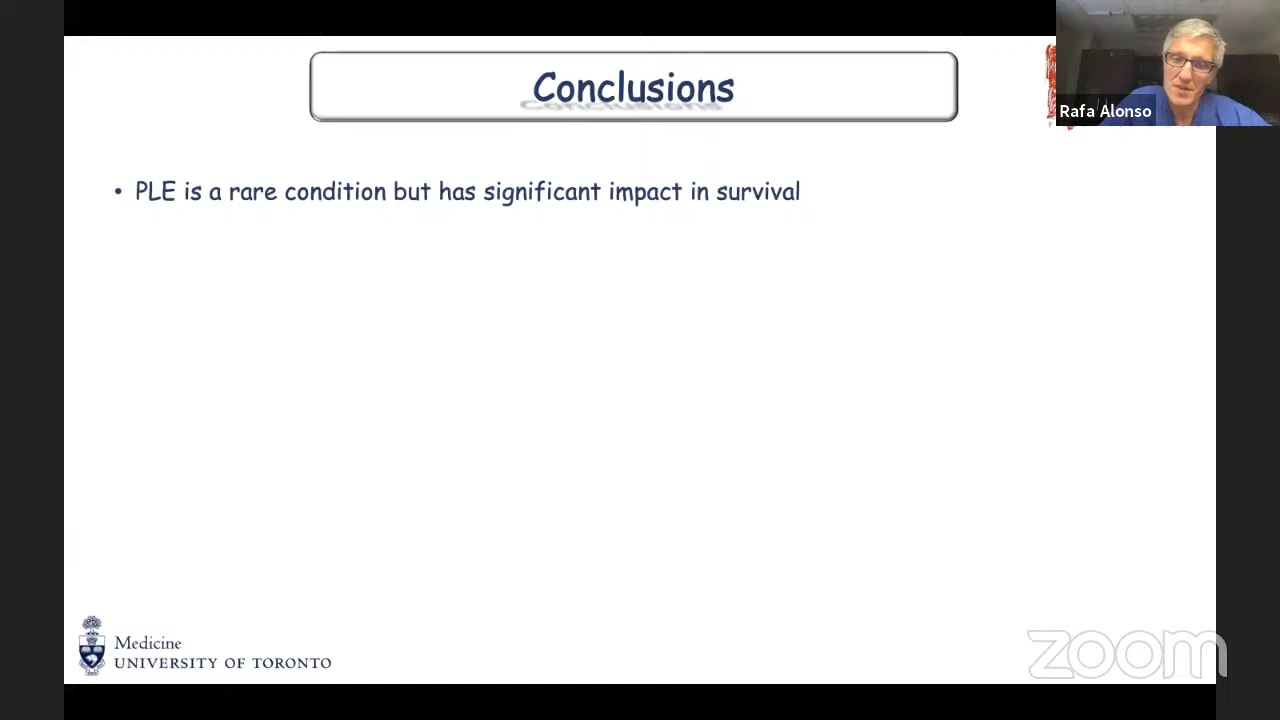 Conclusions
Rafa Alonso
• PLE is a rare condition but has significant impact in survival
Medicine
UNIVERSITY OF TORONTO
zoom